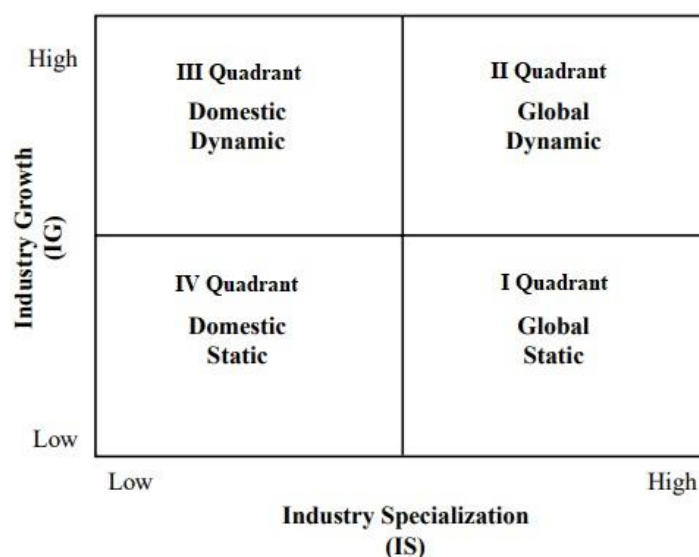 High
III Quadrant
Domestic
Dynamic
II Quadrant
Global
Dynamic
Industry Growth
(IG)
IV Quadrant
Domestic
Static
I Quadrant
Global
Static
Low
Low
High
Industry Specialization
(IS)